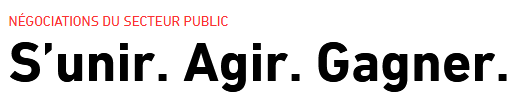 NÉGOCIATIONS DU SECTEUR PUBLIC
S’unir. Agir. Gagner.